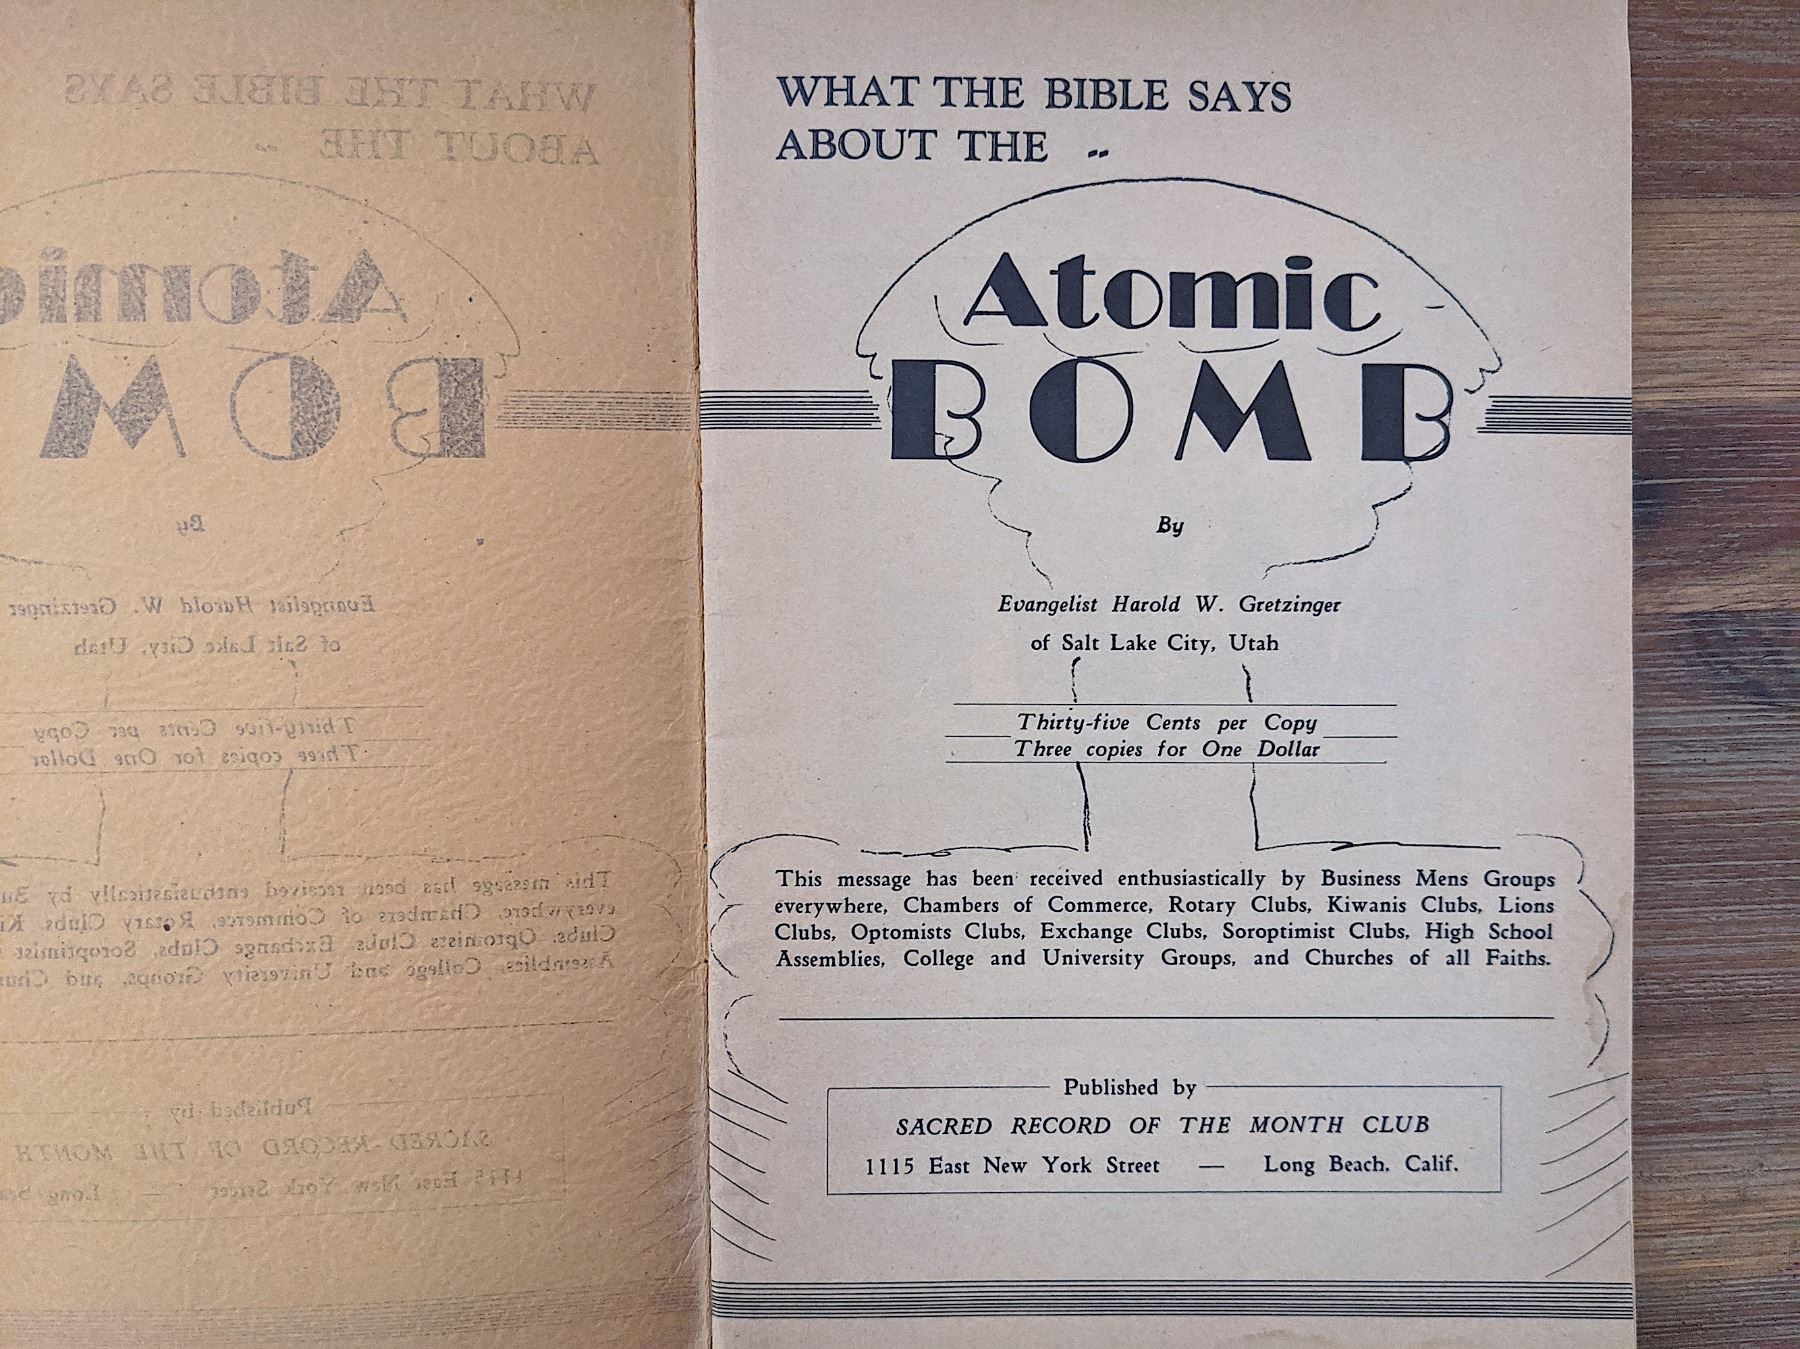 WHAT THE BIBLE SAYS
ABOUT THE --
Atomic
BOMB
By
Evangelist Harold W. Gretzinger
of Salt Lake City, Utah
Thirty-five Cents per Copy
Three copies for One Dollar
This message has been received enthusiastically by Business Mens Groups
everywhere, Chambers of Commerce, Rotary Clubs, Kiwanis Clubs, Lions
Clubs, Optomists Clubs, Exchange Clubs, Soroptimist Clubs, High School
Assemblies, College and University Groups, and Churches of all Faiths.
Published by
SACRED RECORD OF THE MONTH CLUB
1115 East New York Street — Long Beach, Calif.